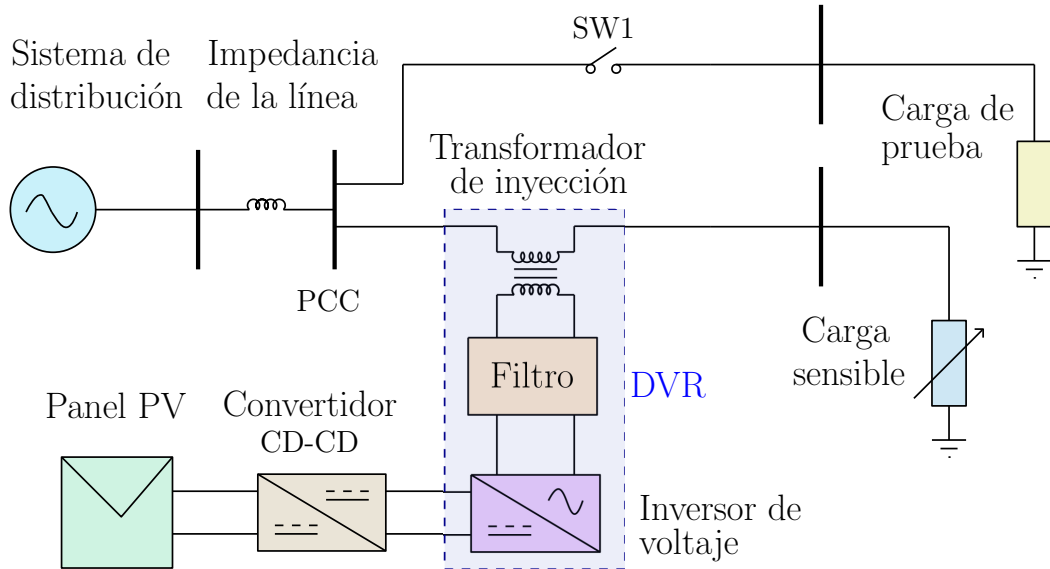 SW1
Sistema de
distribución
Impedancia
de la línea
Carga de
prueba
Transformador
de inyección
PCC
Carga
sensible
Filtro
DVR
Panel PV
Convertidor
CD-CD
Inversor de
voltaje